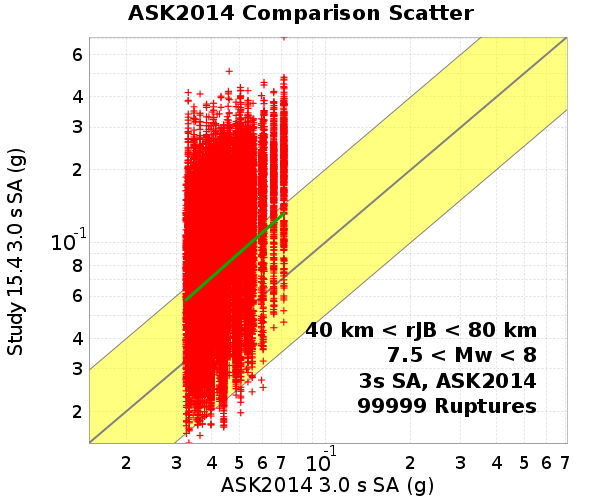 ASK2014 Comparison Scatter
Study 15.4 3.0 s SA (g)
6
4
3
2
10-1
8
6
4
3
2
40 km < rJB < 80 km
7.5 < Mw < 8
3s SA, ASK2014
99999 Ruptures
2 3 4 5 6 7 10-1 2 3 4 5 6 7
ASK2014 3.0 s SA (g)